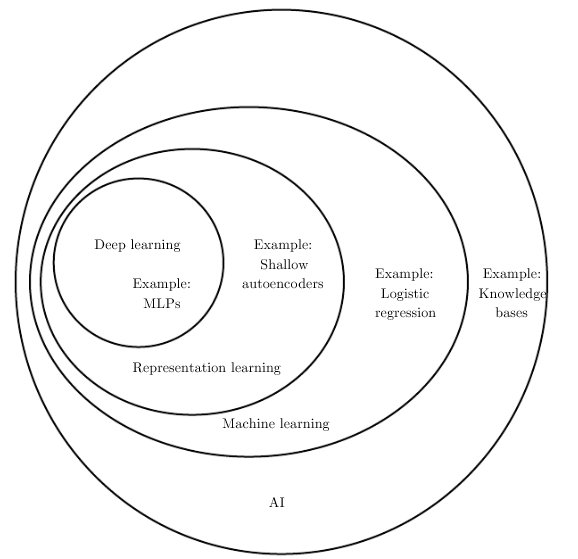 Deep learning
Example:
MLPs
Example:
Shallow
autoencoders
Example:
Logistic
regression
Example:
Knowledge
bases
Representation learning
Machine learning
AI